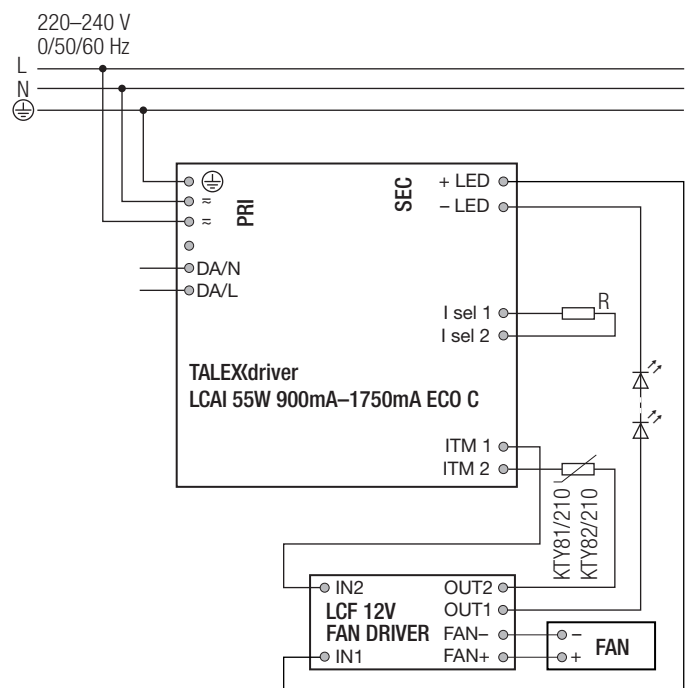 220–240 V
0/50/60 Hz
L
N
PRI
SEC
+ LED
– LED
≂
≂
DA/N
DA/L
I sel 1
R
I sel 2
TALEXXdriver
LCAI 55W 900mA–1750mA ECO C
ITM 1
ITM 2
KTY81/210
KTY82/210
IN2
OUT2
LCF 12V
OUT1
FAN DRIVER
FAN–
–
FAN
IN1
FAN+
+